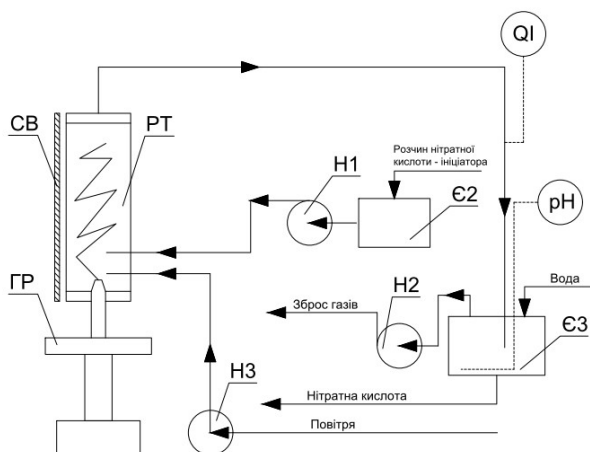 QI
СВ
РТ
Розчин нітратної
кислоти - ініціатора
Н1
Є2
pH
ГР
Н2
Вода
Зброс газів
Є3
Н3
Нітратна кислота
Повітря